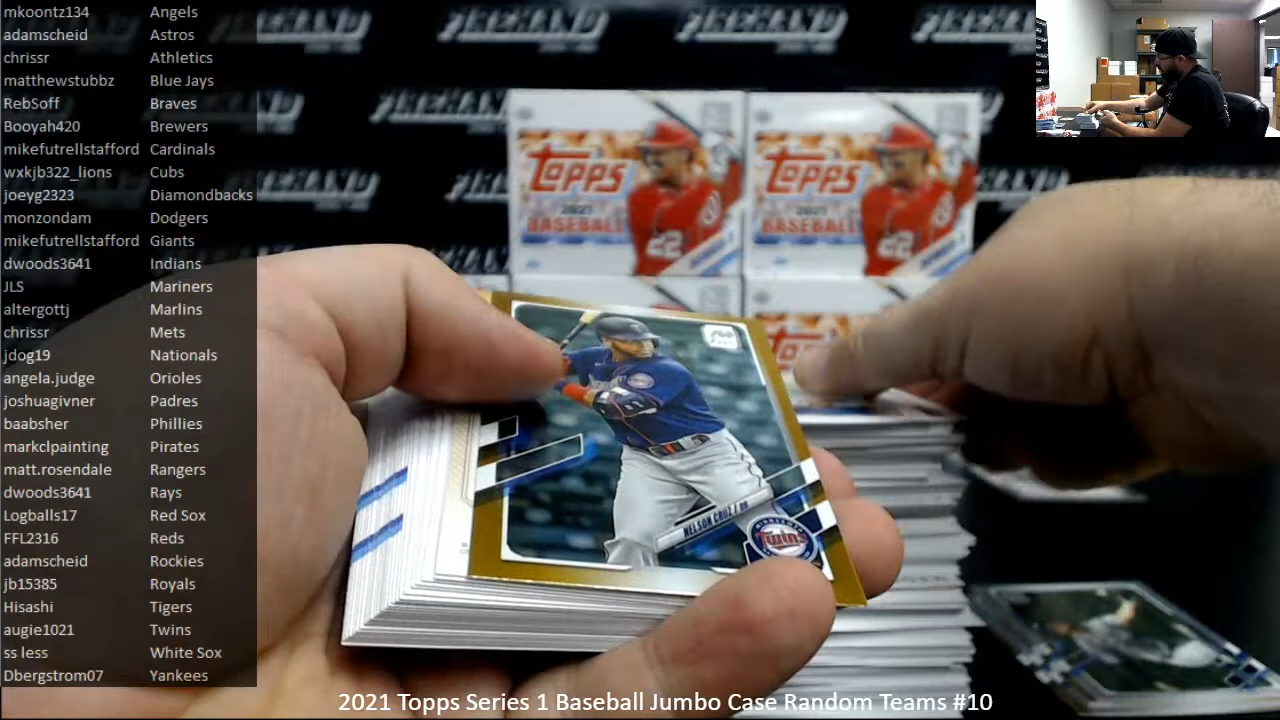 mkoontz134 Angels
adamscheid Astros
chrissr Athletics
matthewstubbz Blue Jays
RebSoff Braves
Booyah420 Brewers
mikefutrellstafford Cardinals
wxkjb322_lions Cubs
joeyg2323 Diamondbacks
monzondam Dodgers
mikefutrellstafford Giants
dwoods3641 Indians
JLS Mariners
altergottj Marlins
chrissr Mets
jdog19 Nationals
angela.judge Orioles
joshuagivner Padres
baabsher Phillies
markclpainting Pirates
matt.rosendale Rangers
dwoods3641 Rays
Logballs17 Red Sox
FFL2316 Reds
adamscheid Rockies
jb15385 Royals
Hisashi Tigers
augie1021 Twins
ss less White Sox
Dbergstrom07 Yankees
TOPPS
2021
BASEBALL
22
TOPPS
2021
BASEBALL
22
NELSON CRUZ / DH
Twins
2021 Topps Series 1 Baseball Jumbo Case Random Teams #10